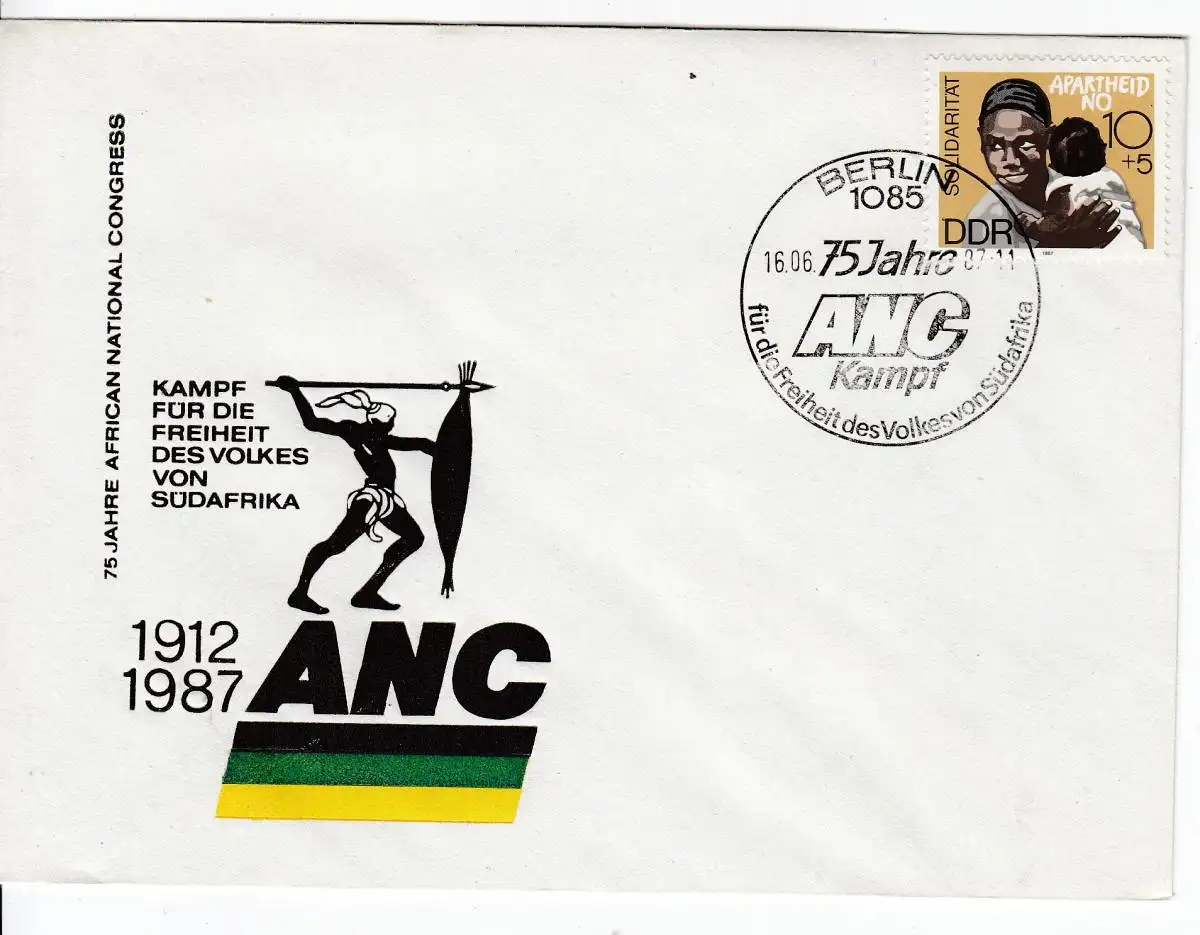 75 JAHRE AFRICAN NATIONAL CONGRESS
KAMPF
FÜR DIE
FREIHEIT
DES VOLKES
VON
SÜDAFRIKA
1912
1987
ANC
SOLIDARITÄT
APARTHEID
NO
10
+5
DDR
1987
BERLIN
1085
16.06. 75 Jahre 87-11
ANC
Kampf
für die Freiheit des Volkes von Südafrika